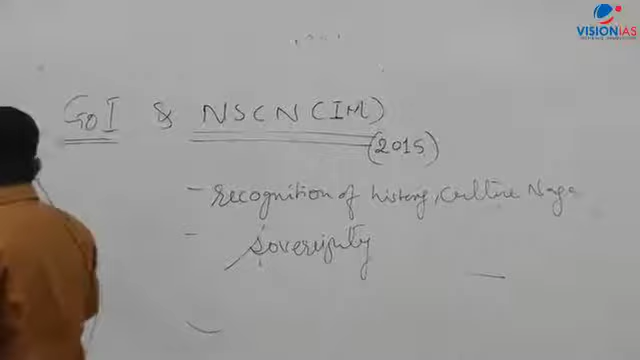 VISIONIAS
GOI & NSCN (IM)
(2015)
- recognition of history, Culture Naga
- sovereignty